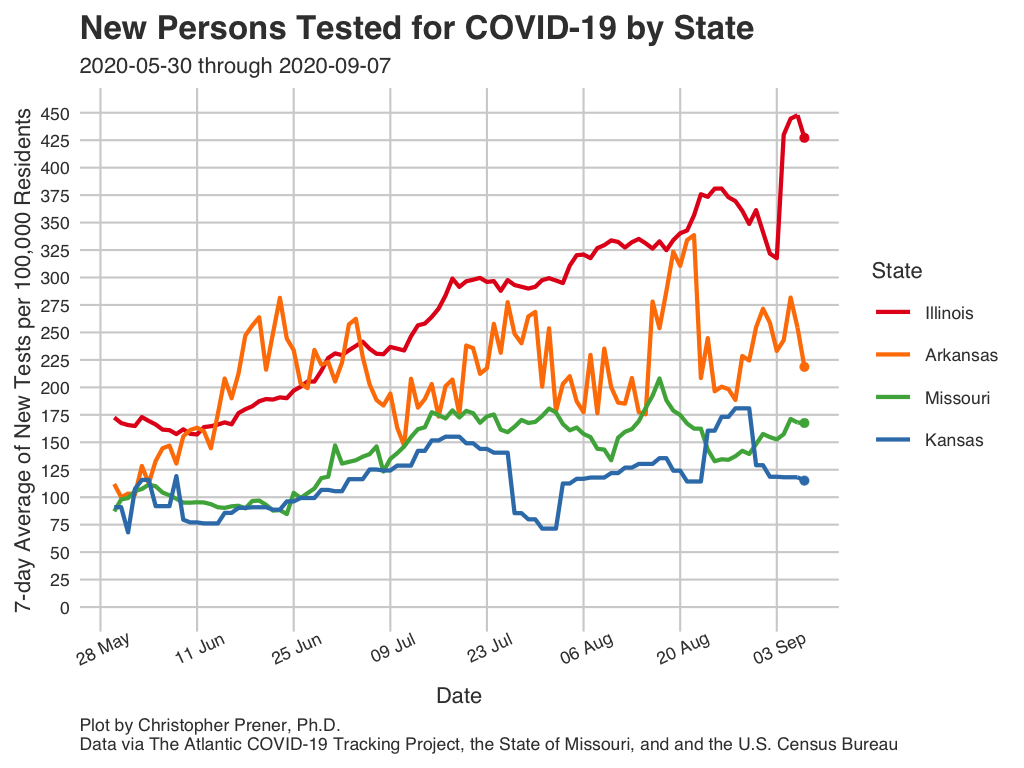 New Persons Tested for COVID-19 by State
2020-05-30 through 2020-09-07
7-day Average of New Tests per 100,000 Residents
450
425
400
375
350
325
300
275
250
225
200
175
150
125
100
75
50
25
0
28 May
11 Jun
25 Jun
09 Jul
23 Jul
06 Aug
20 Aug
03 Sep
Date
State
Illinois
Arkansas
Missouri
Kansas
Plot by Christopher Prener, Ph.D.
Data via The Atlantic COVID-19 Tracking Project, the State of Missouri, and and the U.S. Census Bureau